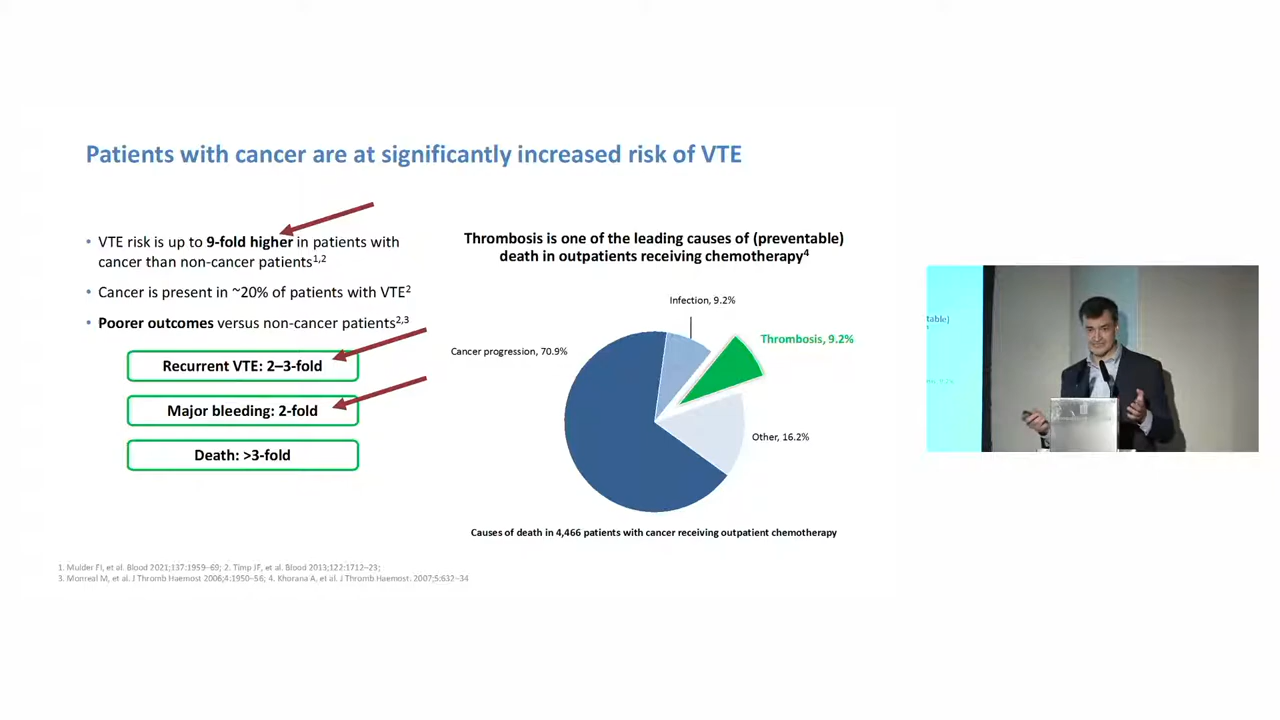 Patients with cancer are at significantly increased risk of VTE
• VTE risk is up to 9-fold higher in patients with
cancer than non-cancer patients1,2
• Cancer is present in ~20% of patients with VTE2
• Poorer outcomes versus non-cancer patients2,3
Recurrent VTE: 2–3-fold
Major bleeding: 2-fold
Death: >3-fold
Thrombosis is one of the leading causes of (preventable)
death in outpatients receiving chemotherapy4
Infection, 9.2%
Thrombosis, 9.2%
Cancer progression, 70.9%
Other, 16.2%
Causes of death in 4,466 patients with cancer receiving outpatient chemotherapy
1. Mulder FI, et al. Blood 2021;137:1959–69; 2. Timp JF, et al. Blood 2013;122:1712–23;
3. Monreal M, et al. J Thromb Haemost 2006;4:1950–56; 4. Khorana A, et al. J Thromb Haemost. 2007;5:632–34
table)